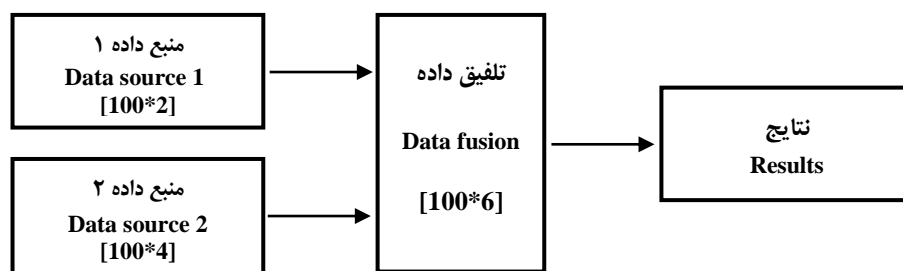 منبع داده ۱
Data source 1
[100*2]
منبع داده ۲
Data source 2
[100*4]
تلفیق داده
Data fusion
[100*6]
نتایج
Results